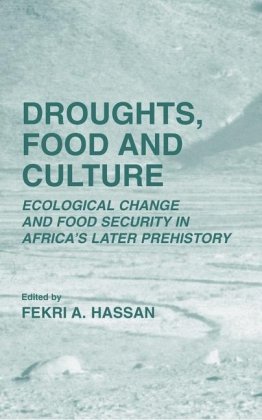 DROUGHTS,
FOOD AND
CULTURE
ECOLOGICAL CHANGE
AND FOOD SECURITY IN
AFRICA'S LATER PREHISTORY
Edited by
FEKRI A. HASSAN